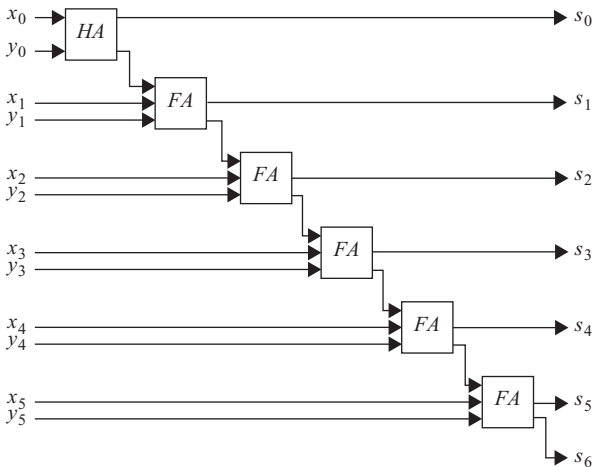 x₀ s₀
HA
y₀
x₁ FA s₁
y₁
x₂ FA s₂
y₂
x₃ FA s₃
y₃
x₄ FA s₄
y₄
x₅ FA s₅
y₅
s₆